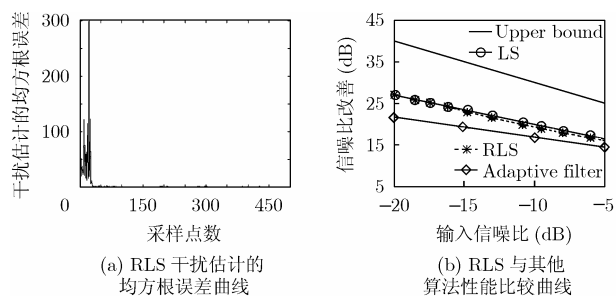 干扰估计的均方根误差
300
200
100
0
150
300
450
采样点数
(a) RLS 干扰估计的
均方根误差曲线
信噪比改善 (dB)
45
35
25
15
5
Upper bound
LS
RLS
Adaptive filter
−20
−15
−10
−5
输入信噪比 (dB)
(b) RLS 与其他
算法性能比较曲线